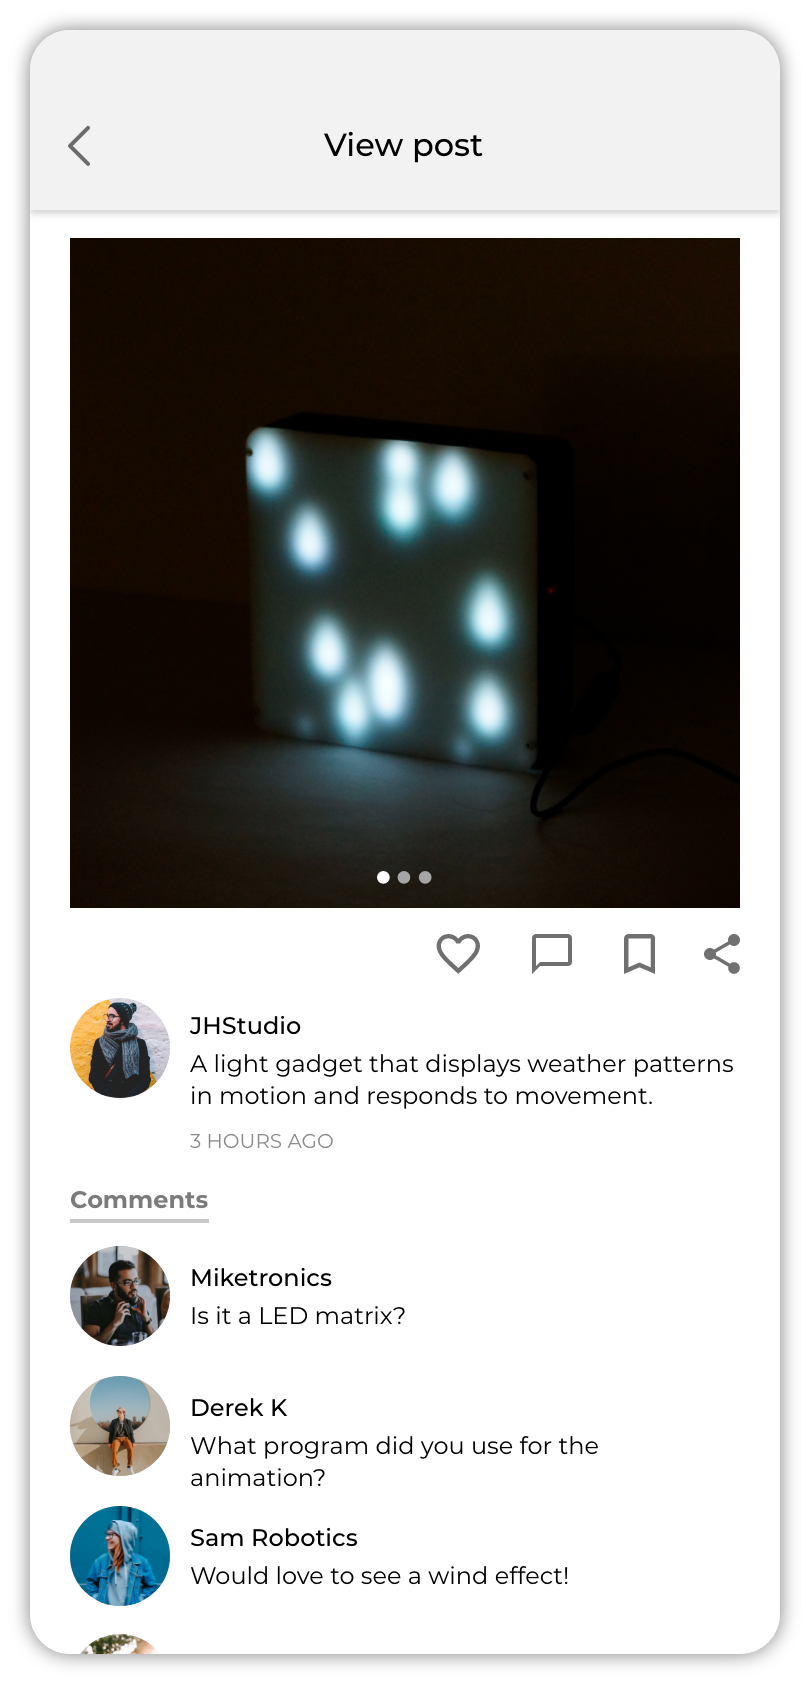 View post
JHStudio
A light gadget that displays weather patterns
in motion and responds to movement.
3 HOURS AGO
Comments
Miketronics
Is it a LED matrix?
Derek K
What program did you use for the
animation?
Sam Robotics
Would love to see a wind effect!